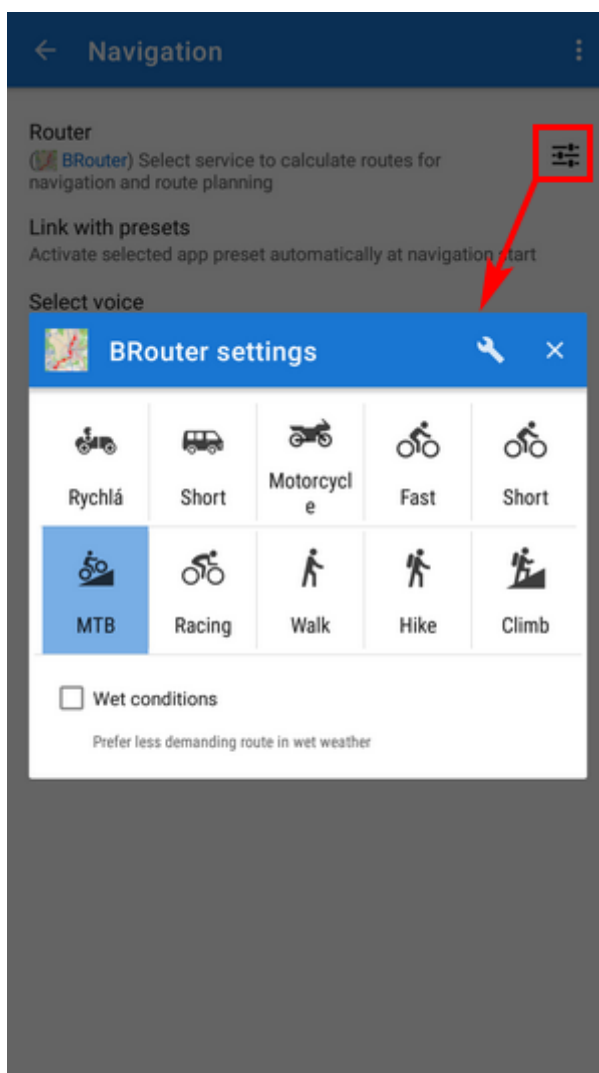 Navigation
Router
(BRouter) Select service to calculate routes for
navigation and route planning
Link with presets
Activate selected app preset automatically at navigation start
Select voice
BRouter settings
Rychlá
Short
Motorcycl
e
Fast
Short
MTB
Racing
Walk
Hike
Climb
Wet conditions
Prefer less demanding route in wet weather